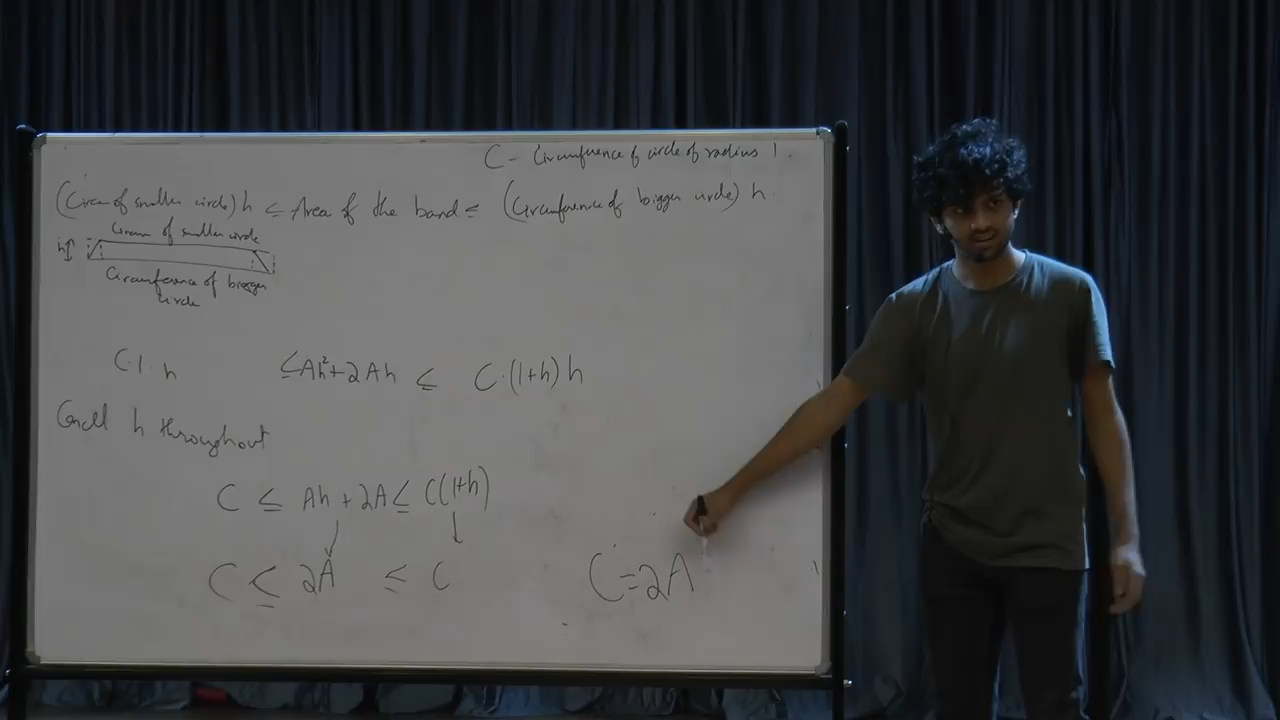 C - Circumference of circle of radius 1
(Circum of smaller circle) h ≤ Area of the band ≤ (Circumference of bigger circle) h
Circum of smaller circle
h
Circumference of bigger
circle
C·1·h ≤ Ah²+2Ah ≤ C·(1+h)h
Cancel h throughout
C ≤ Ah + 2A ≤ C(1+h)
C ≤ 2A ≤ C
C=2A